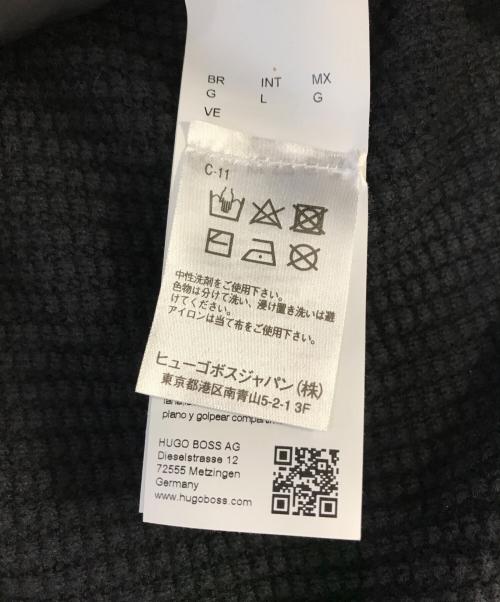 BR INT MX
G L G
VE
C-11
中性洗剤をご使用下さい。
色物は分けて洗い、浸け置き洗いは避
けてください。
アイロンは当て布をご使用下さい。
ヒューゴボスジャパン(株)
東京都港区南青山5-2-1 3F
piano y golpear
HUGO BOSS AG
Dieselstrasse 12
72555 Metzingen
Germany
www.hugoboss.com